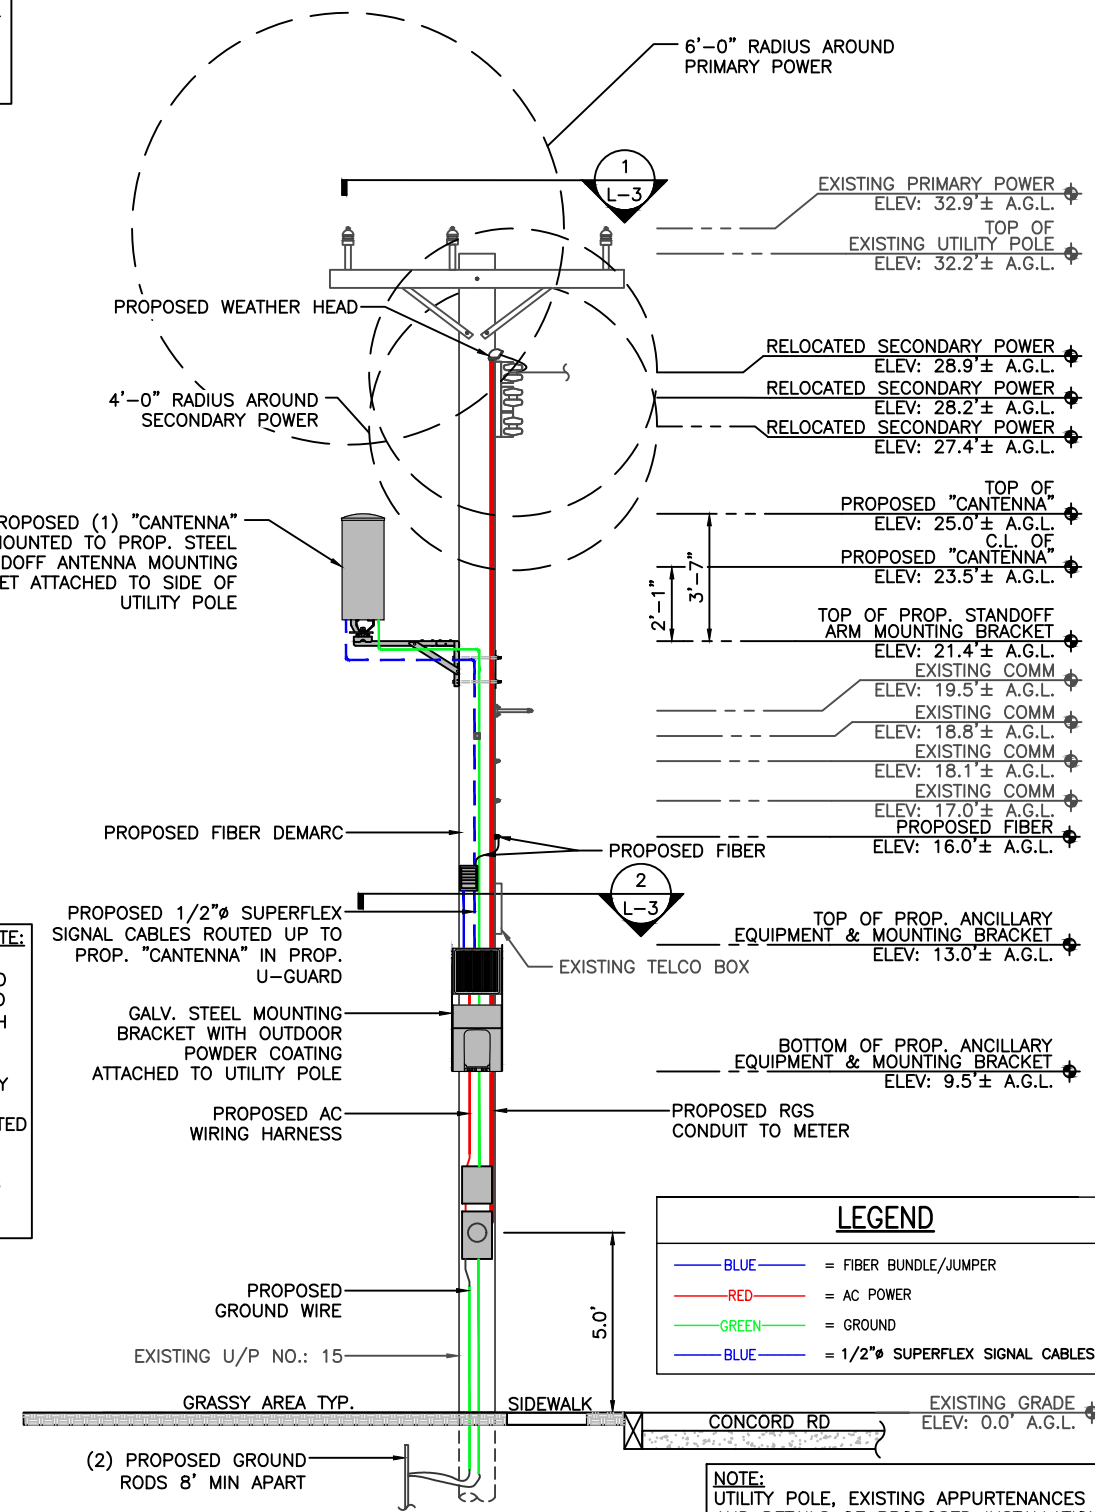 6'-0" RADIUS AROUND
PRIMARY POWER
1
L-3
EXISTING PRIMARY POWER
ELEV: 32.9'± A.G.L.
TOP OF
EXISTING UTILITY POLE
ELEV: 32.2'± A.G.L.
PROPOSED WEATHER HEAD
RELOCATED SECONDARY POWER
ELEV: 28.9'± A.G.L.
RELOCATED SECONDARY POWER
ELEV: 28.2'± A.G.L.
RELOCATED SECONDARY POWER
ELEV: 27.4'± A.G.L.
4'-0" RADIUS AROUND
SECONDARY POWER
TOP OF
PROPOSED "CANTENNA"
ELEV: 25.0'± A.G.L.
C.L. OF
PROPOSED "CANTENNA"
ELEV: 23.5'± A.G.L.
ROPOSED (1) "CANTENNA"
MOUNTED TO PROP. STEEL
NDOFF ANTENNA MOUNTING
ET ATTACHED TO SIDE OF
UTILITY POLE
2'-1"
3'-7"
TOP OF PROP. STANDOFF
ARM MOUNTING BRACKET
ELEV: 21.4'± A.G.L.
EXISTING COMM
ELEV: 19.5'± A.G.L.
EXISTING COMM
ELEV: 18.8'± A.G.L.
EXISTING COMM
ELEV: 18.1'± A.G.L.
EXISTING COMM
ELEV: 17.0'± A.G.L.
PROPOSED FIBER
ELEV: 16.0'± A.G.L.
PROPOSED FIBER DEMARC
PROPOSED FIBER
2
L-3
PROPOSED 1/2"ø SUPERFLEX
SIGNAL CABLES ROUTED UP TO
PROP. "CANTENNA" IN PROP.
U-GUARD
TOP OF PROP. ANCILLARY
EQUIPMENT & MOUNTING BRACKET
ELEV: 13.0'± A.G.L.
EXISTING TELCO BOX
TE:
D
D
H
Y
TED
GALV. STEEL MOUNTING
BRACKET WITH OUTDOOR
POWDER COATING
ATTACHED TO UTILITY POLE
BOTTOM OF PROP. ANCILLARY
EQUIPMENT & MOUNTING BRACKET
ELEV: 9.5'± A.G.L.
PROPOSED AC
WIRING HARNESS
PROPOSED RGS
CONDUIT TO METER
LEGEND
BLUE = FIBER BUNDLE/JUMPER
RED = AC POWER
GREEN = GROUND
BLUE = 1/2"ø SUPERFLEX SIGNAL CABLES
PROPOSED
GROUND WIRE
5.0'
EXISTING U/P NO.: 15
GRASSY AREA TYP.
SIDEWALK
CONCORD RD
EXISTING GRADE
ELEV: 0.0' A.G.L.
(2) PROPOSED GROUND
RODS 8' MIN APART
NOTE:
UTILITY POLE, EXISTING APPURTENANCES